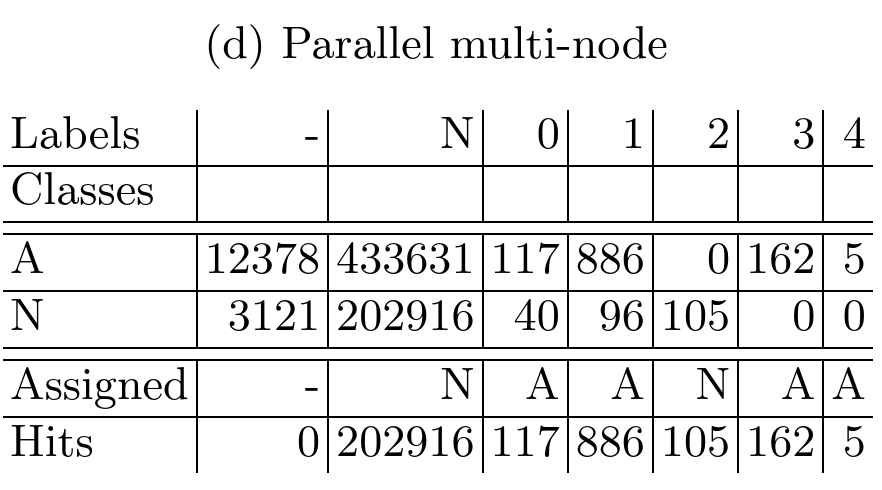 (d) Parallel multi-node
Labels - N 0 1 2 3 4
Classes
A 12378 433631 117 886 0 162 5
N 3121 202916 40 96 105 0 0
Assigned - N A A N A A
Hits 0 202916 117 886 105 162 5